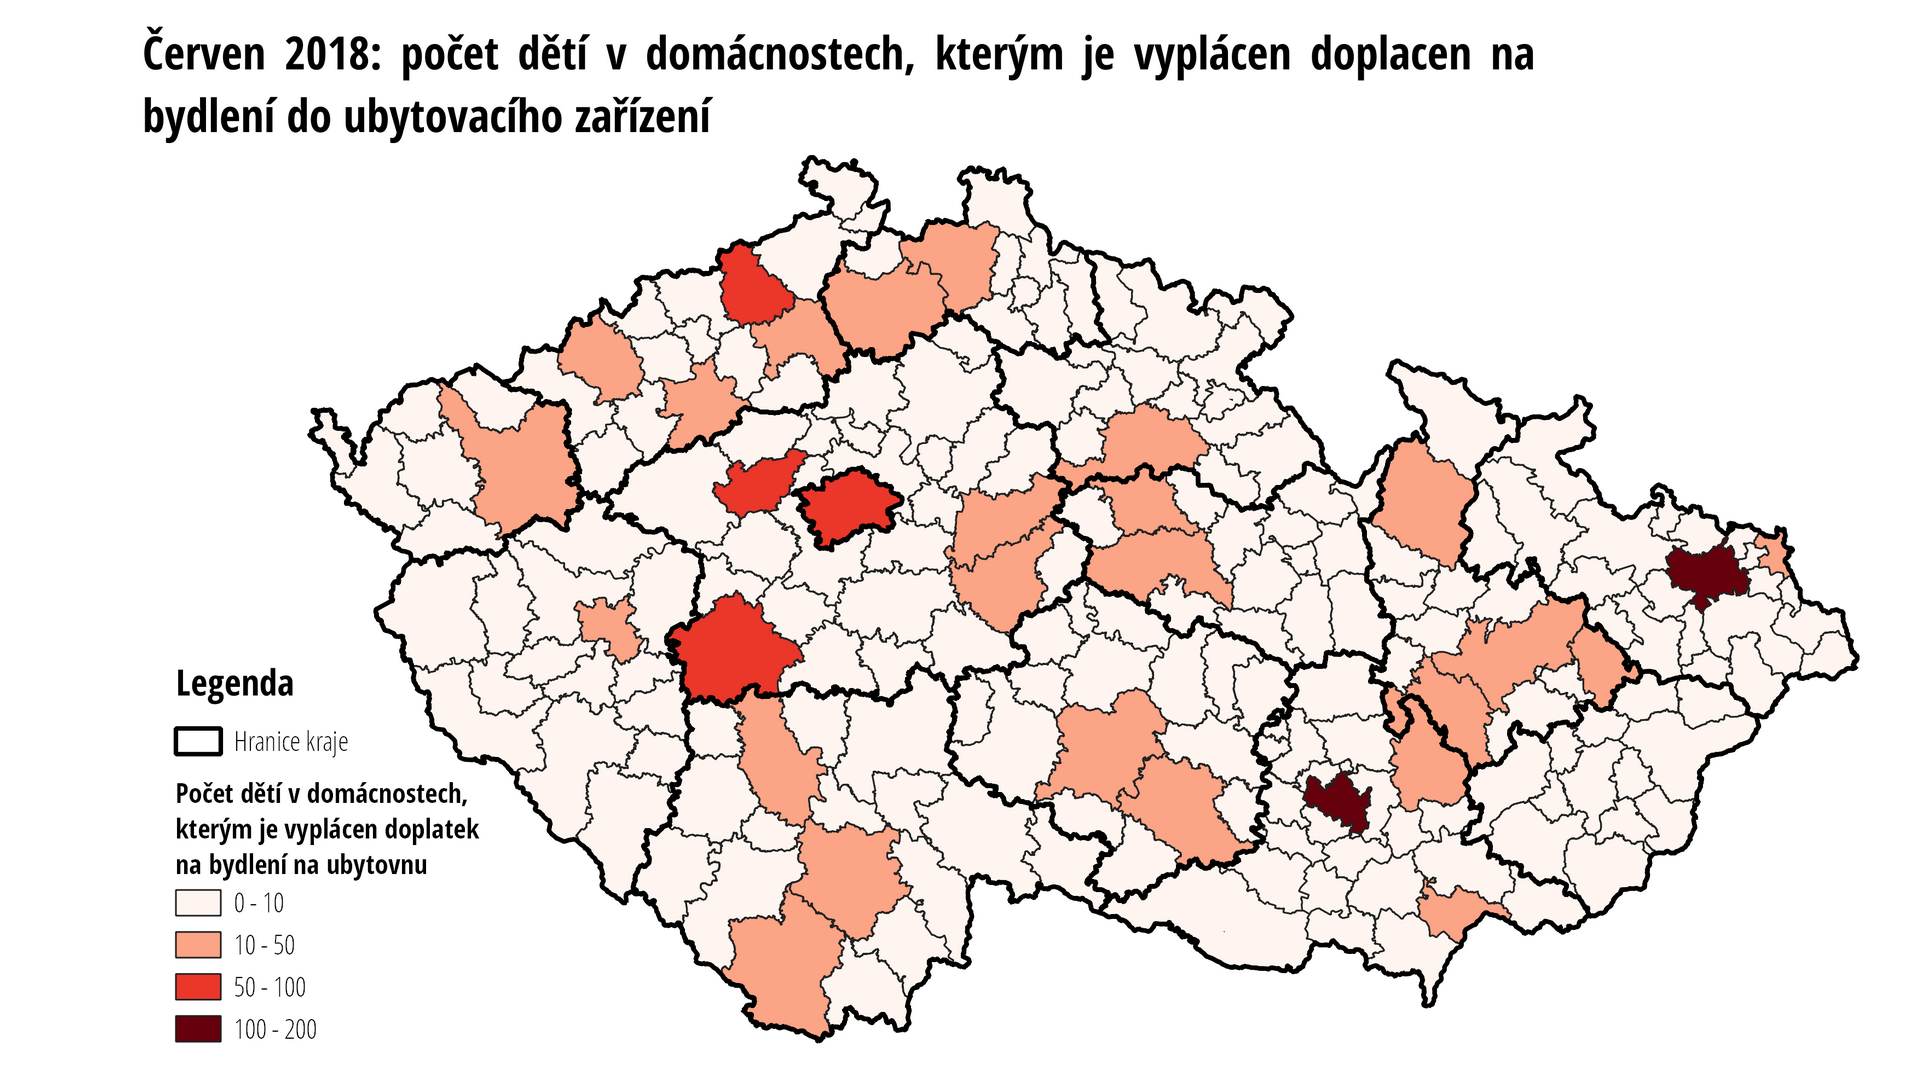 Červen 2018: počet dětí v domácnostech, kterým je vyplácen doplacen na
bydlení do ubytovacího zařízení
Legenda
Hranice kraje
Počet dětí v domácnostech,
kterým je vyplácen doplatek
na bydlení na ubytovnu
0 - 10
10 - 50
50 - 100
100 - 200